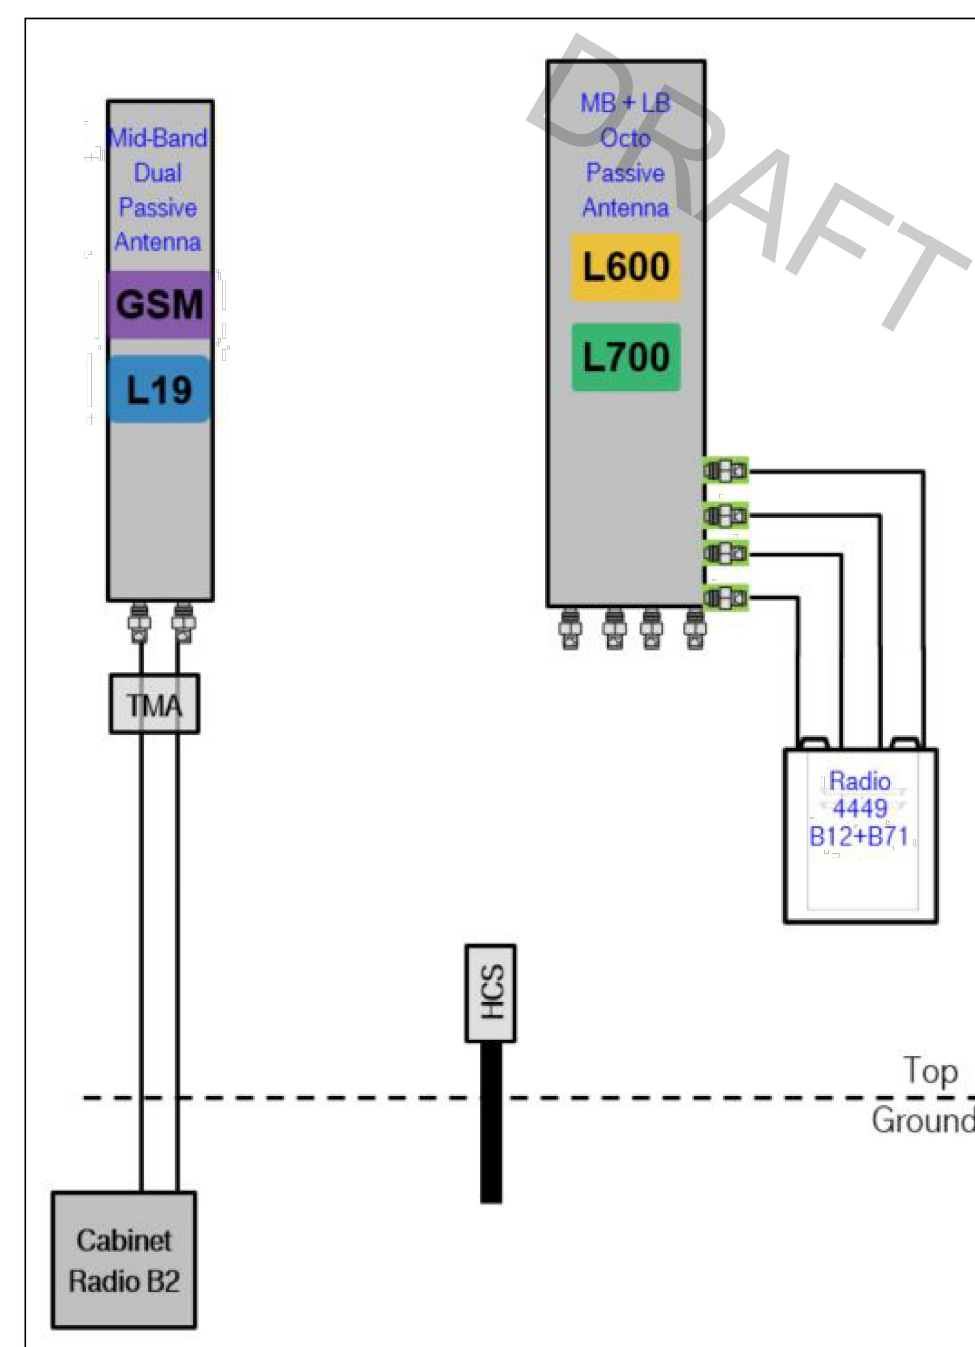 DRAFT
Mid-Band
Dual
Passive
Antenna
GSM
L19
MB + LB
Octo
Passive
Antenna
L600
L700
TMA
Radio
4449
B12+B71
HCS
Top
Ground
Cabinet
Radio B2